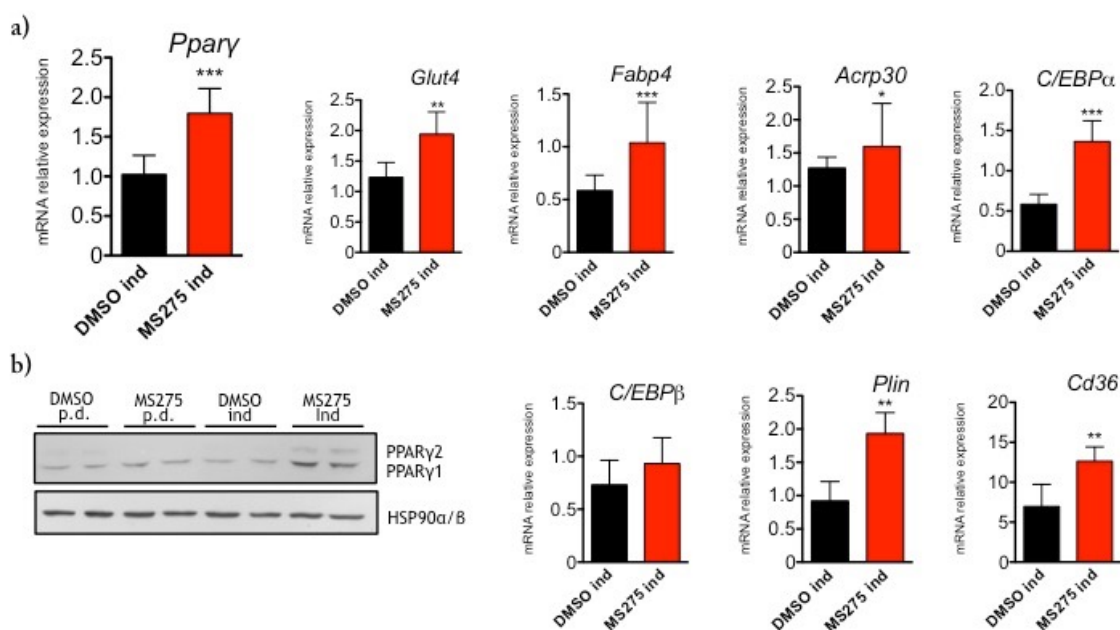 a)
Pparγ
***
mRNA relative expression
2.5
2.0
1.5
1.0
0.5
0
DMSO ind
MS275 ind
Glut4
**
mRNA relative expression
2.5
2.0
1.5
1.0
0.5
0
DMSO ind
MS275 ind
Fabp4
***
mRNA relative expression
1.5
1.0
0.5
0
DMSO ind
MS275 ind
Acrp30
*
mRNA relative expression
2.5
2.0
1.5
1.0
0.5
0
DMSO ind
MS275 ind
C/EBPα
***
mRNA relative expression
2.0
1.5
1.0
0.5
0
DMSO ind
MS275 ind
b)
DMSO p.d.
MS275 p.d.
DMSO ind
MS275 Ind
PPARγ2
PPARγ1
HSP90α/ß
C/EBPβ
mRNA relative expression
1.5
1.0
0.5
0
DMSO ind
MS275 ind
Plin
**
mRNA relative expression
2.5
2.0
1.5
1.0
0.5
0
DMSO ind
MS275 ind
Cd36
**
mRNA relative expression
20
15
10
5
0
DMSO ind
MS275 ind